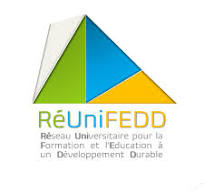 RéUniFEDD
Réseau Universitaire pour la
Formation et l'Education à
un Développement Durable